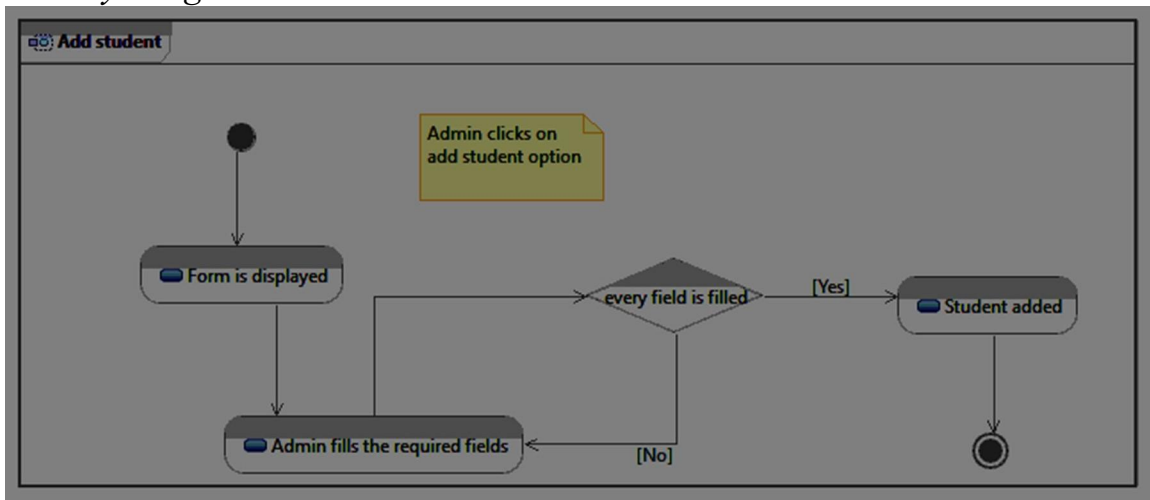 Add student
Admin clicks on
add student option
Form is displayed
every field is filled
[Yes]
Student added
Admin fills the required fields
[No]